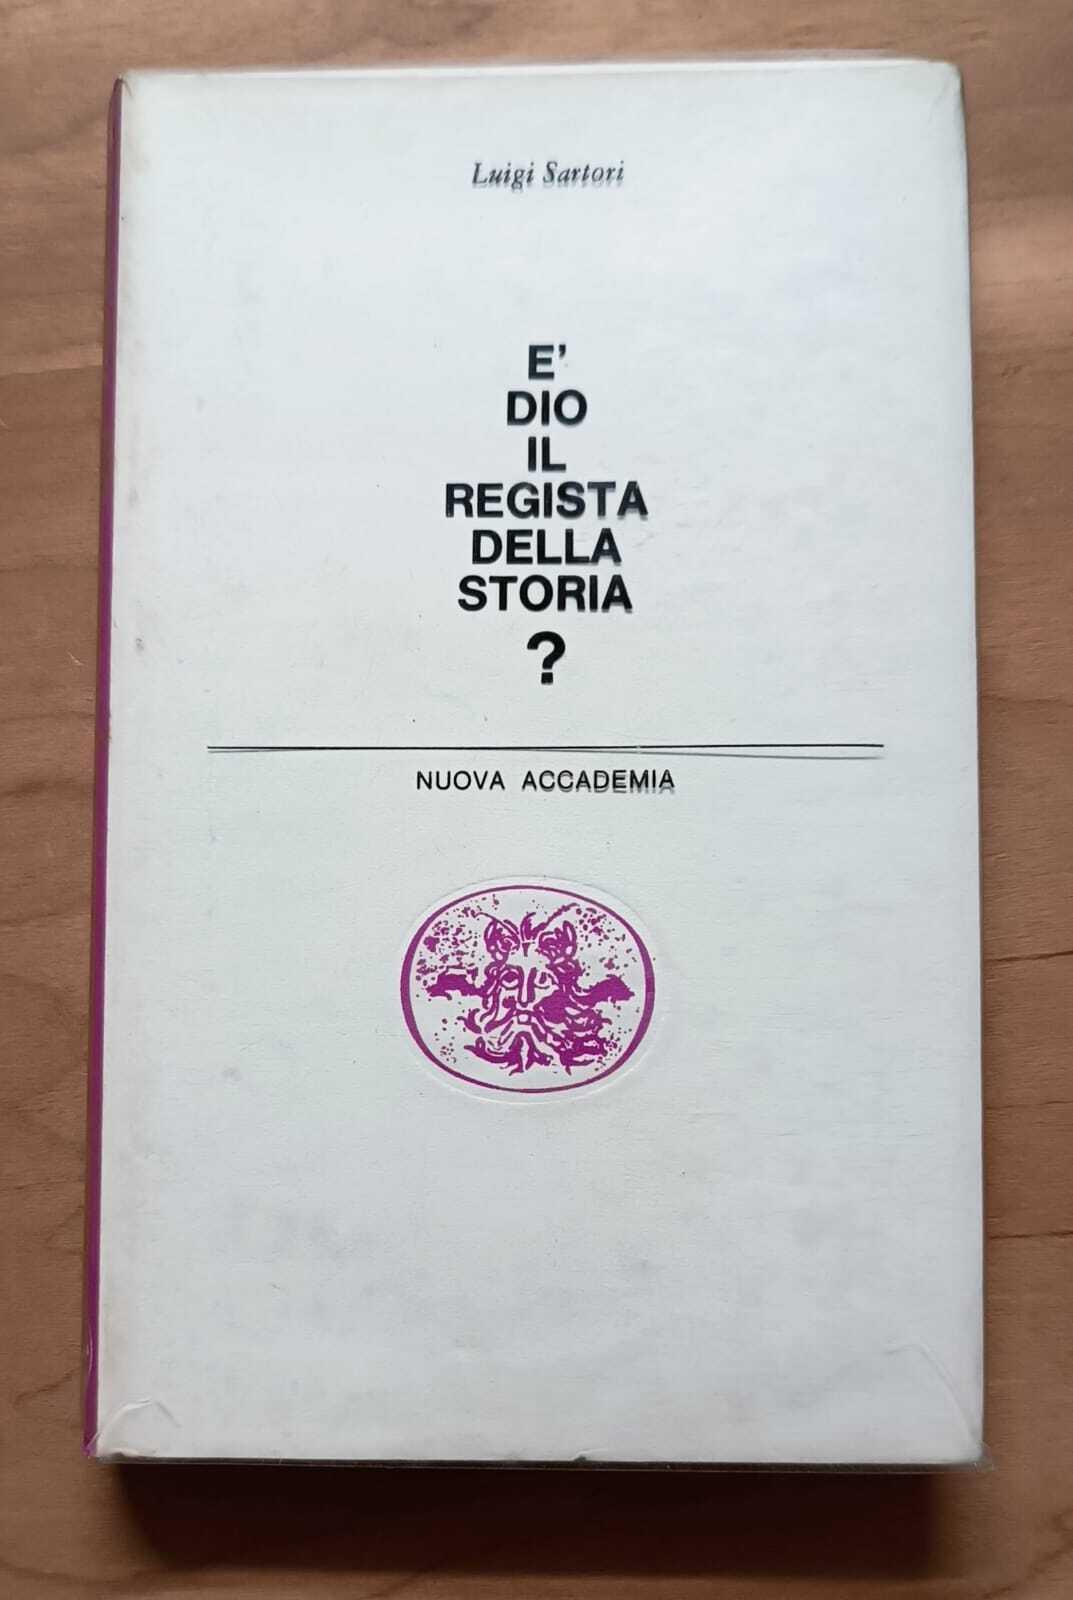 Luigi Sartori
E'
DIO
IL
REGISTA
DELLA
STORIA
?
NUOVA ACCADEMIA